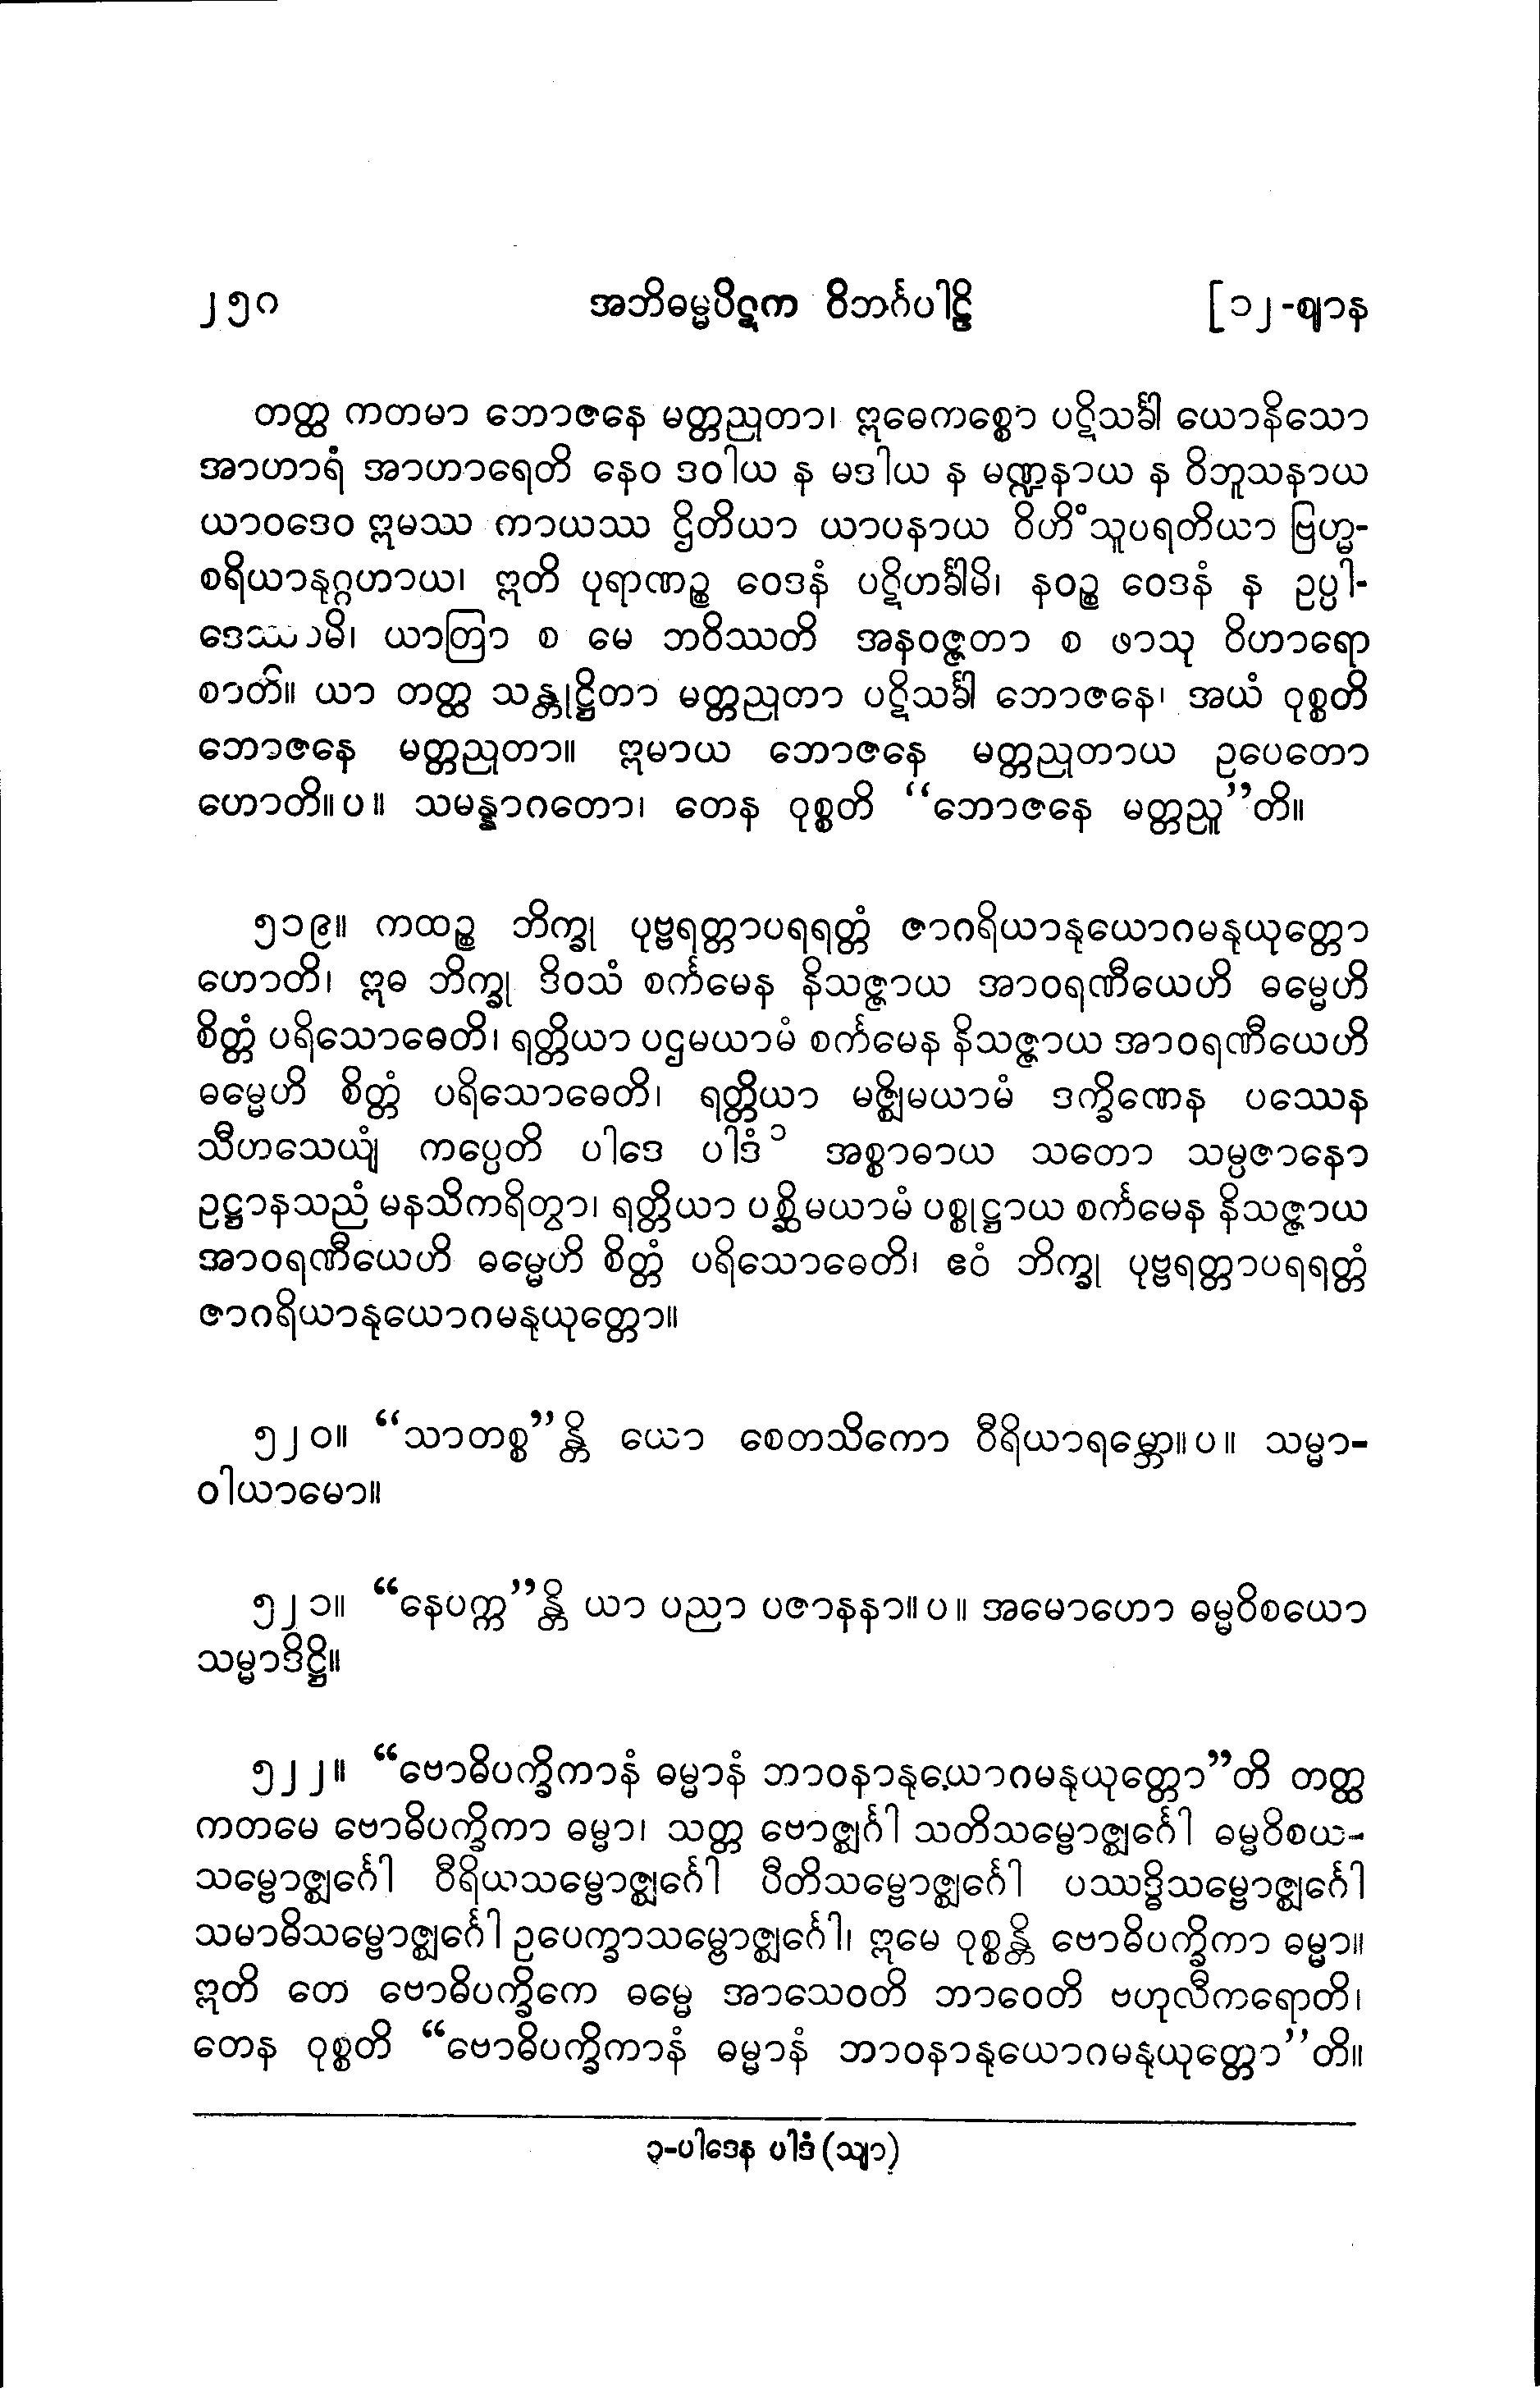 ၂၅၀ အဘိဓမ္မပိဋက ဝိဘင်္ဂပါဠိ [၁၂-ဈာန
တတ္ထ ကတမာ ဘောဇနေ မတ္တညုတာ၊ ဣဓေကစ္စော ပဋိသင်္ခါ ယောနိသော
အာဟာရံ အာဟာရေတိ နေဝ ဒဝါယ န မဒါယ န မဏ္ဍနာယ န ဝိဘူသနာယ
ယာဝဒေဝ ဣမဿ ကာယဿ ဌိတိယာ ယာပနာယ ဝိဟိံသူပရတိယာ ဗြဟ္မ-
စရိယာနုဂ္ဂဟာယ၊ ဣတိ ပုရာဏဉ္စ ဝေဒနံ ပဋိဟင်္ခါမိ၊ နဝဉ္စ ဝေဒနံ န ဥပ္ပါ-
ဒေဿာမိ၊ ယာတြာ စ မေ ဘဝိဿတိ အနဝဇ္ဇတာ စ ဖာသု ဝိဟာရော
စာတိ။ ယာ တတ္ထ သန္တုဋ္ဌိတာ မတ္တညုတာ ပဋိသင်္ခါ ဘောဇနေ၊ အယံ ဝုစ္စတိ
ဘောဇနေ မတ္တညုတာ။ ဣမာယ ဘောဇနေ မတ္တညုတာယ ဥပေတော
ဟောတိ။ပ။ သမန္နာဂတော၊ တေန ဝုစ္စတိ “ဘောဇနေ မတ္တညူ”တိ။
၅၁၉။ ကထဉ္စ ဘိက္ခု ပုဗ္ဗရတ္တာပရရတ္တံ ဇာဂရိယာနုယောဂမနုယုတ္တော
ဟောတိ၊ ဣဓ ဘိက္ခု ဒိဝသံ စင်္ကမေန နိသဇ္ဇာယ အာဝရဏီယေဟိ ဓမ္မေဟိ
စိတ္တံ ပရိသောဓေတိ၊ ရတ္တိယာ ပဌမယာမံ စင်္ကမေန နိသဇ္ဇာယ အာဝရဏီယေဟိ
ဓမ္မေဟိ စိတ္တံ ပရိသောဓေတိ၊ ရတ္တိယာ မဇ္ဈိမယာမံ ဒက္ခိဏေန ပဿေန
သီဟသေယျံ ကပ္ပေတိ ပါဒေ ပါဒံ ၁ အစ္စာဓာယ သတော သမ္ပဇာနော
ဥဋ္ဌာနသညံ မနသိကရိတွာ၊ ရတ္တိယာ ပစ္ဆိမယာမံ ပစ္စုဋ္ဌာယ စင်္ကမေန နိသဇ္ဇာယ
အာဝရဏီယေဟိ ဓမ္မေဟိ စိတ္တံ ပရိသောဓေတိ၊ ဧဝံ ဘိက္ခု ပုဗ္ဗရတ္တာပရရတ္တံ
ဇာဂရိယာနုယောဂမနုယုတ္တော။
၅၂၀။ “သာတစ္စ”န္တိ ယော စေတသိကော ဝီရိယာရမ္ဘော။ပ။ သမ္မာ-
ဝါယာမော။
၅၂၁။ “နေပက္က”န္တိ ယာ ပညာ ပဇာနနာ။ပ။ အမောဟော ဓမ္မဝိစယော
သမ္မာဒိဋ္ဌိ။
၅၂၂။ “ဗောဓိပက္ခိကာနံ ဓမ္မာနံ ဘာဝနာနုယောဂမနုယုတ္တော”တိ တတ္ထ
ကတမေ ဗောဓိပက္ခိကာ ဓမ္မာ၊ သတ္တ ဗောဇ္ဈင်္ဂါ သတိသမ္ဗောဇ္ဈင်္ဂေါ ဓမ္မဝိစယ-
သမ္ဗောဇ္ဈင်္ဂေါ ဝီရိယသမ္ဗောဇ္ဈင်္ဂေါ ပီတိသမ္ဗောဇ္ဈင်္ဂေါ ပဿဒ္ဓိသမ္ဗောဇ္ဈင်္ဂေါ
သမာဓိသမ္ဗောဇ္ဈင်္ဂေါ ဥပေက္ခာသမ္ဗောဇ္ဈင်္ဂေါ၊ ဣမေ ဝုစ္စန္တိ ဗောဓိပက္ခိကာ ဓမ္မာ။
ဣတိ တေ ဗောဓိပက္ခိကေ ဓမ္မေ အာသေဝတိ ဘာဝေတိ ဗဟုလီကရောတိ၊
တေန ဝုစ္စတိ “ဗောဓိပက္ခိကာနံ ဓမ္မာနံ ဘာဝနာနုယောဂမနုယုတ္တော”တိ။
၁-ပါဒေန ပါဒံ (သျာ)